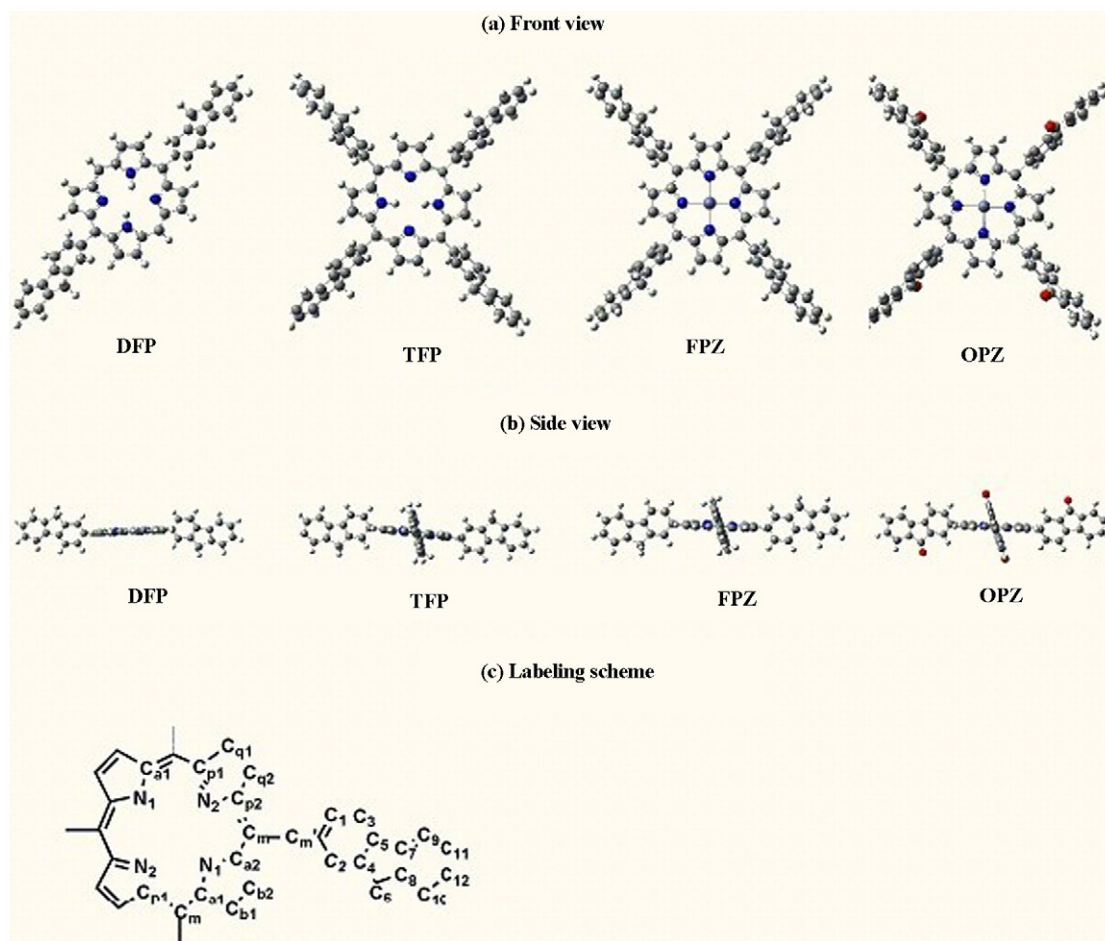 (a) Front view
DFP
TFP
FPZ
OPZ
(b) Side view
DFP
TFP
FPZ
OPZ
(c) Labeling scheme
Cq1
Ca1
Cp1
Cq2
N1
N2
Cp2
C1
C3
Cm
Cm
C5
C9
C7
C11
N2
N1
Ca2
C2
C4
C8
C12
Cp1
Ca1
Cb2
C6
C10
Cm
Cb1